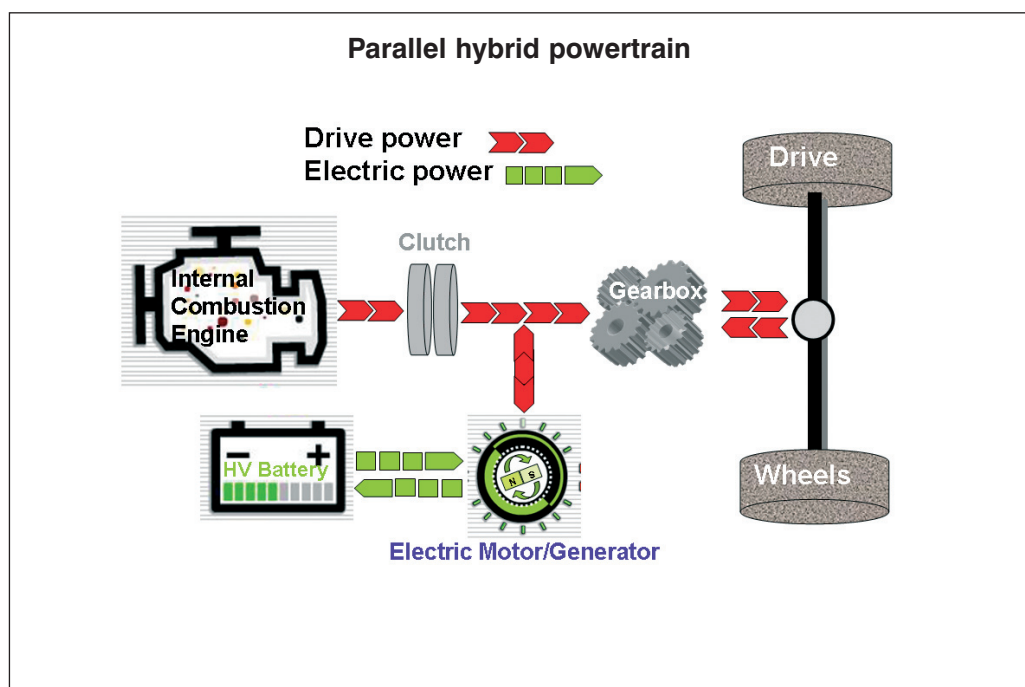 Parallel hybrid powertrain
Drive power
Electric power
Drive
Clutch
Internal
Combustion
Engine
Gearbox
HV Battery
N S
Wheels
Electric Motor/Generator